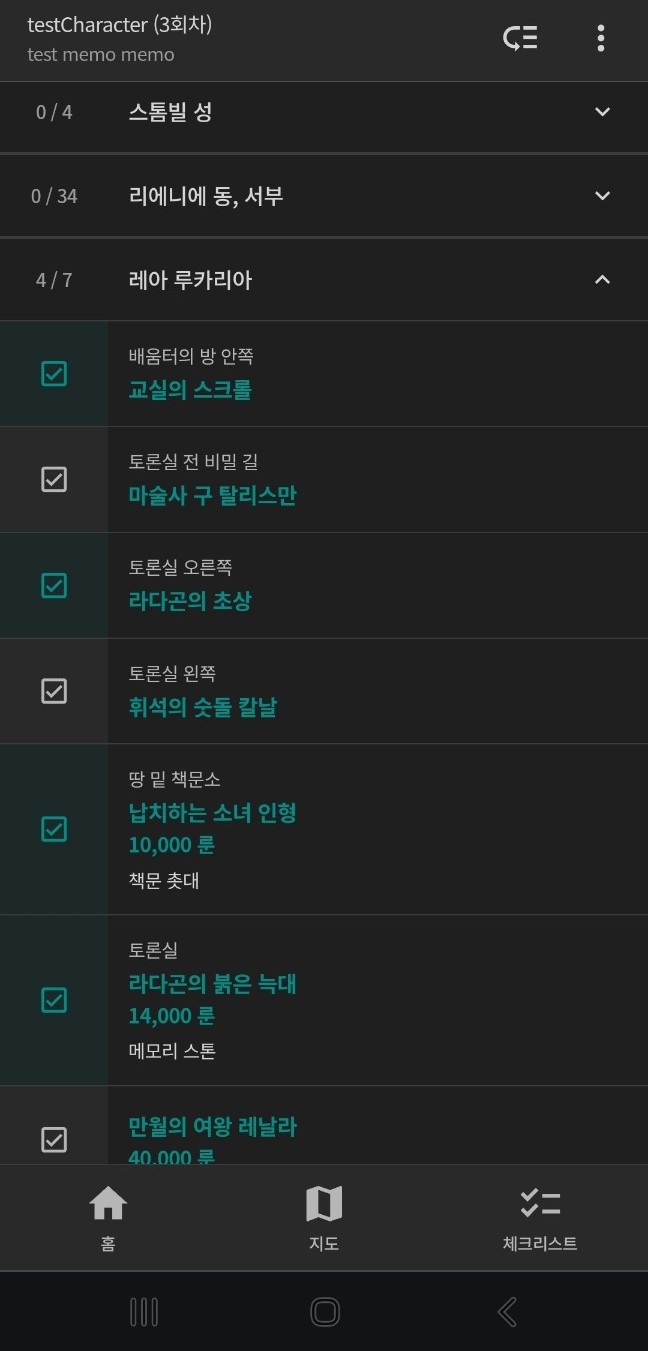 testCharacter (3회차)
test memo memo
0 / 4 스톰빌 성
0 / 34 리에니에 동, 서부
4 / 7 레아 루카리아
배움터의 방 안쪽
교실의 스크롤
토론실 전 비밀 길
마술사 구 탈리스만
토론실 오른쪽
라다곤의 초상
토론실 왼쪽
휘석의 숫돌 칼날
땅 밑 책문소
납치하는 소녀 인형
10,000 룬
책문 촛대
토론실
라다곤의 붉은 늑대
14,000 룬
메모리 스톤
만월의 여왕 레날라
40,000 룬
홈
지도
체크리스트